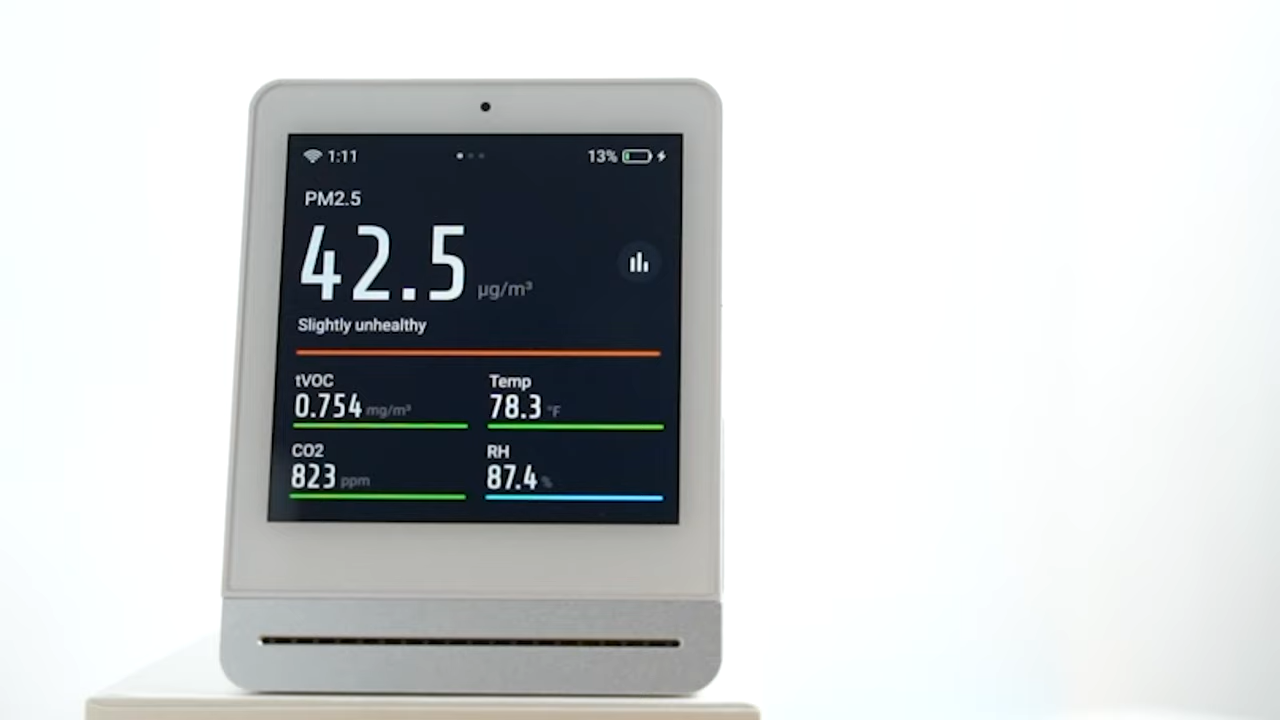 1:11 13%
PM2.5
42.5 µg/m³
Slightly unhealthy
tVOC Temp
0.754 mg/m³ 78.3 °F
CO2 RH
823 ppm 87.4 %